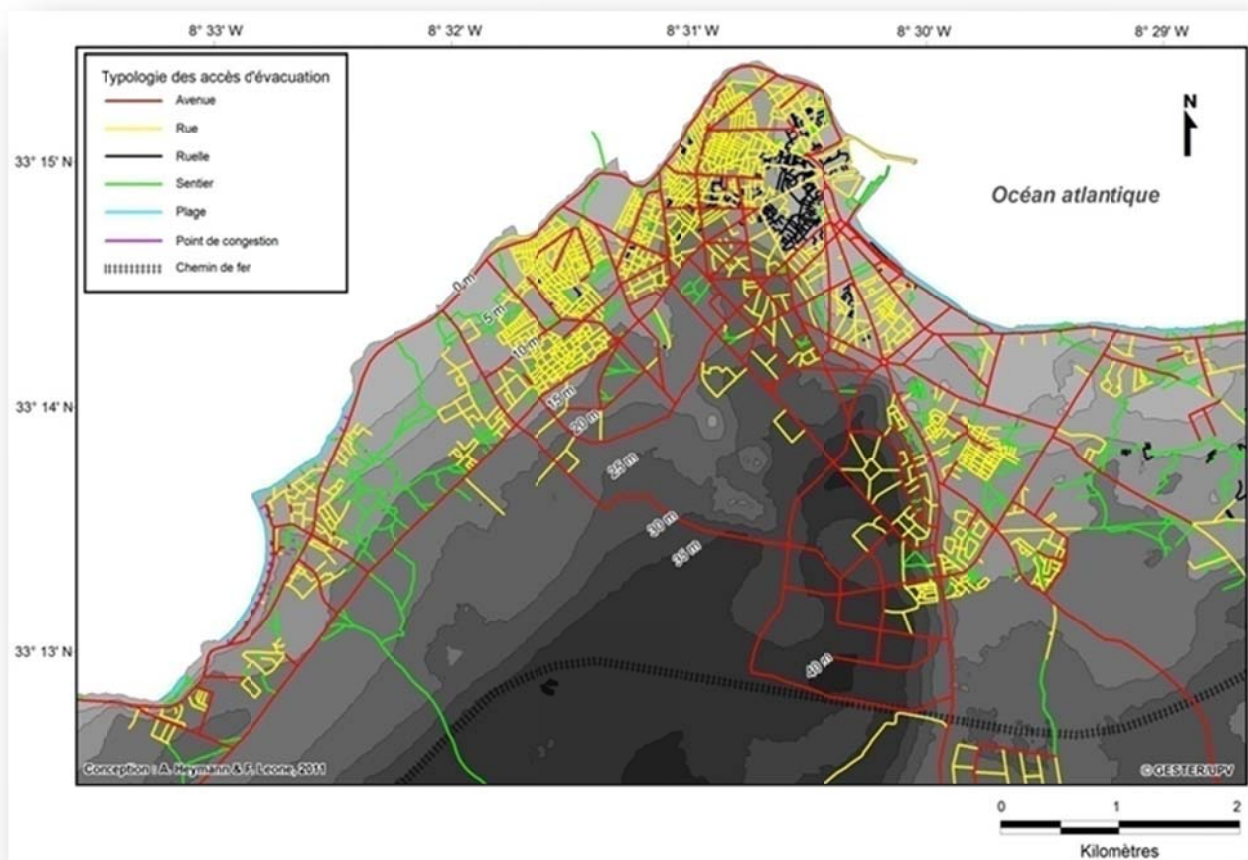 8° 33' W
8° 32' W
8° 31' W
8° 30' W
8° 29' W
Typologie des accès d'évacuation
Avenue
Rue
Ruelle
Sentier
Plage
Point de congestion
Chemin de fer
N
33° 15' N
Océan atlantique
0 m
5 m
10 m
15 m
20 m
33° 14' N
25 m
30 m
35 m
33° 13' N
40 m
Conception : A. Heymann & F. Leone, 2011
© GESTER/UPV
0 1 2
Kilomètres